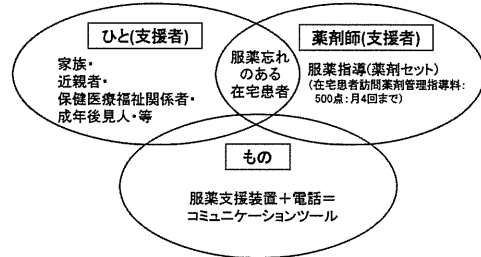 ひと(支援者)
家族・
近親者・
保健医療福祉関係者・
成年後見人・等
服薬忘れ
のある
在宅患者
薬剤師(支援者)
服薬指導(薬剤セット)
(在宅患者訪問薬剤管理指導料:
500点:月4回まで)
もの
服薬支援装置+電話=
コミュニケーションツール